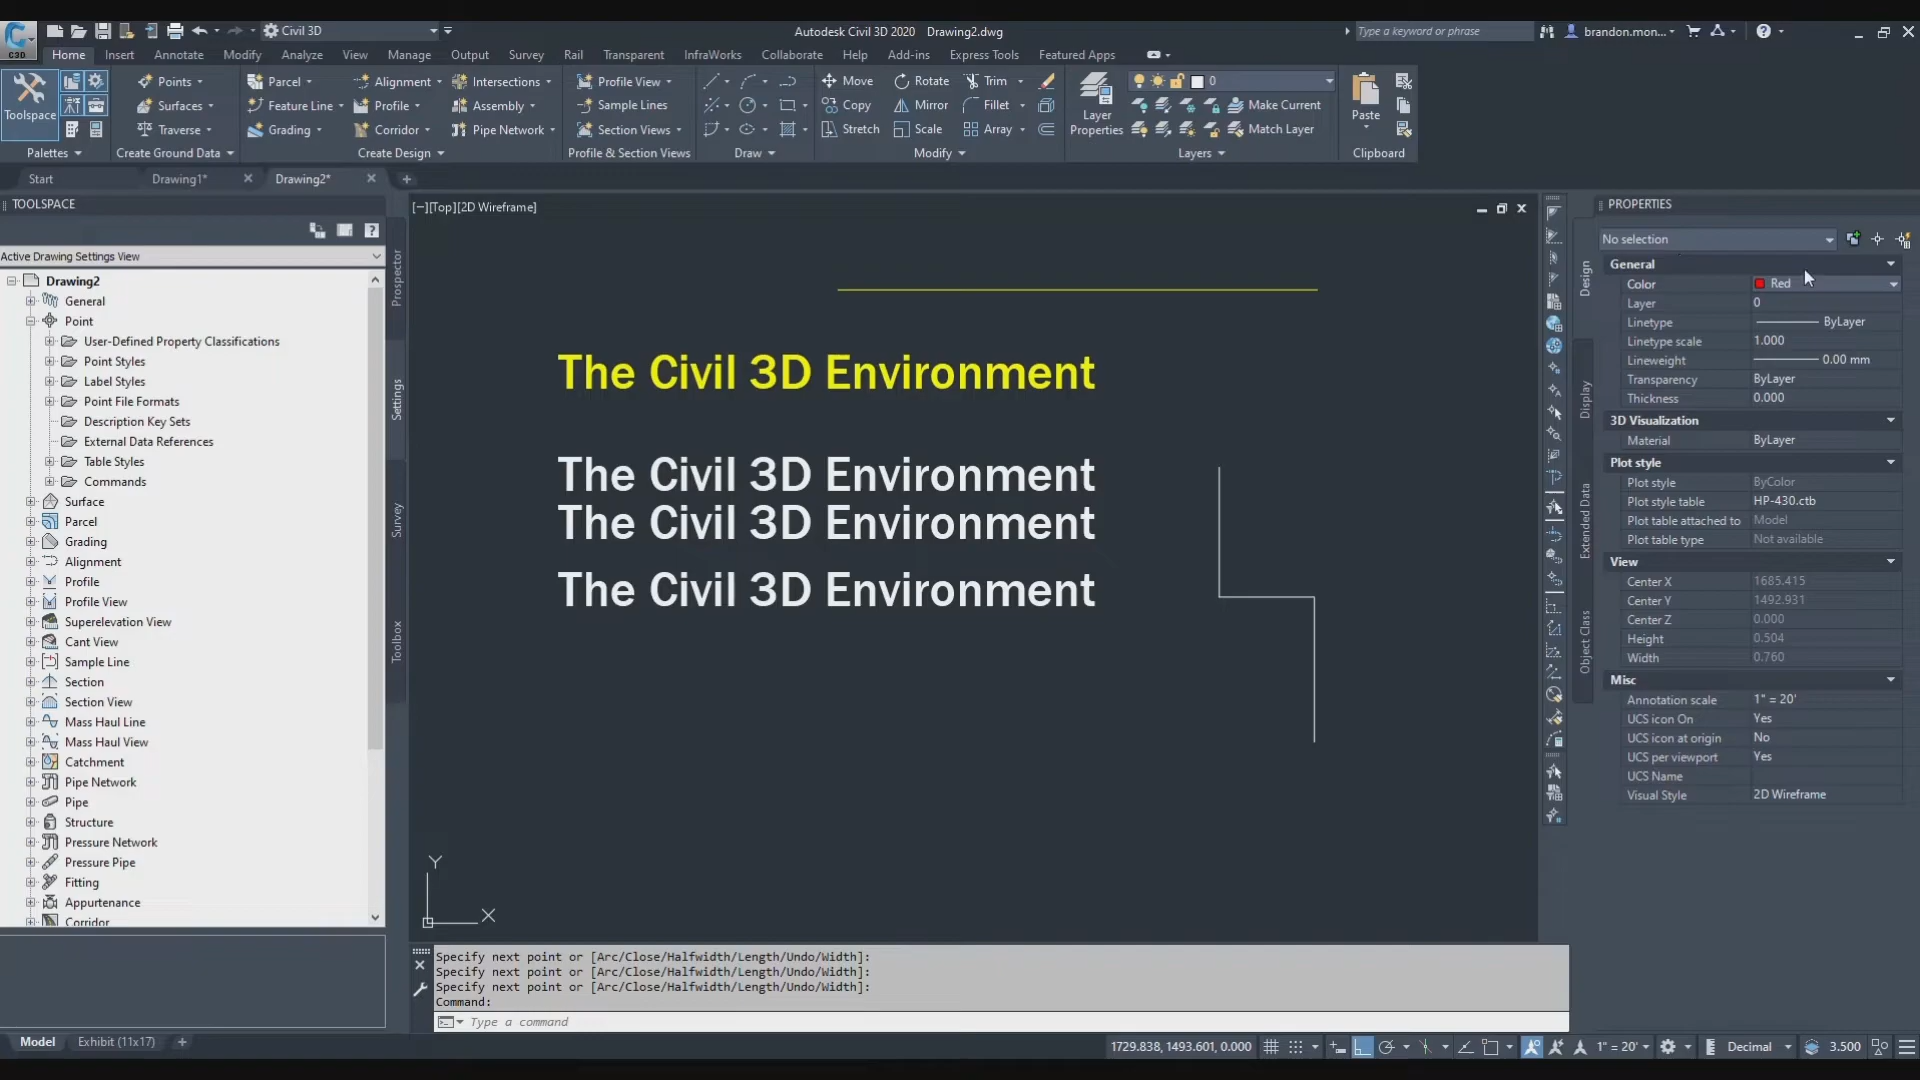 Civil 3D
Autodesk Civil 3D 2020 Drawing2.dwg
Type a keyword or phrase
brandon.mon...
C3D
Home Insert Annotate Modify Analyze View Manage Output Survey Rail Transparent InfraWorks Collaborate Help Add-ins Express Tools Featured Apps
Toolspace
Points
Surfaces
Traverse
Parcel
Feature Line
Grading
Alignment
Profile
Corridor
Intersections
Assembly
Pipe Network
Profile View
Sample Lines
Section Views
Move
Copy
Stretch
Rotate
Mirror
Scale
Trim
Fillet
Array
Layer
Properties
0
Make Current
Match Layer
Paste
Palettes
Create Ground Data
Create Design
Profile & Section Views
Draw
Modify
Layers
Clipboard
Start
Drawing1*
Drawing2*
TOOLSPACE
Active Drawing Settings View
Drawing2
General
Point
User-Defined Property Classifications
Point Styles
Label Styles
Point File Formats
Description Key Sets
External Data References
Table Styles
Commands
Surface
Parcel
Grading
Alignment
Profile
Profile View
Superelevation View
Cant View
Sample Line
Section
Section View
Mass Haul Line
Mass Haul View
Catchment
Pipe Network
Pipe
Structure
Pressure Network
Pressure Pipe
Fitting
Appurtenance
Corridor
Prospector
Settings
Survey
Toolbox
[−][Top][2D Wireframe]
The Civil 3D Environment
The Civil 3D Environment
The Civil 3D Environment
The Civil 3D Environment
Y
X
Specify next point or [Arc/Close/Halfwidth/Length/Undo/Width]:
Specify next point or [Arc/Close/Halfwidth/Length/Undo/Width]:
Specify next point or [Arc/Close/Halfwidth/Length/Undo/Width]:
Command:
Type a command
PROPERTIES
No selection
Design
Display
Extended Data
Object Class
General
Color Red
Layer 0
Linetype ByLayer
Linetype scale 1.000
Lineweight 0.00 mm
Transparency ByLayer
Thickness 0.000
3D Visualization
Material ByLayer
Plot style
Plot style ByColor
Plot style table HP-430.ctb
Plot table attached to Model
Plot table type Not available
View
Center X 1685.415
Center Y 1492.931
Center Z 0.000
Height 0.504
Width 0.760
Misc
Annotation scale 1" = 20'
UCS icon On Yes
UCS icon at origin No
UCS per viewport Yes
UCS Name
Visual Style 2D Wireframe
Model
Exhibit (11x17)
1729.838, 1493.601, 0.000
1" = 20'
Decimal
3.500